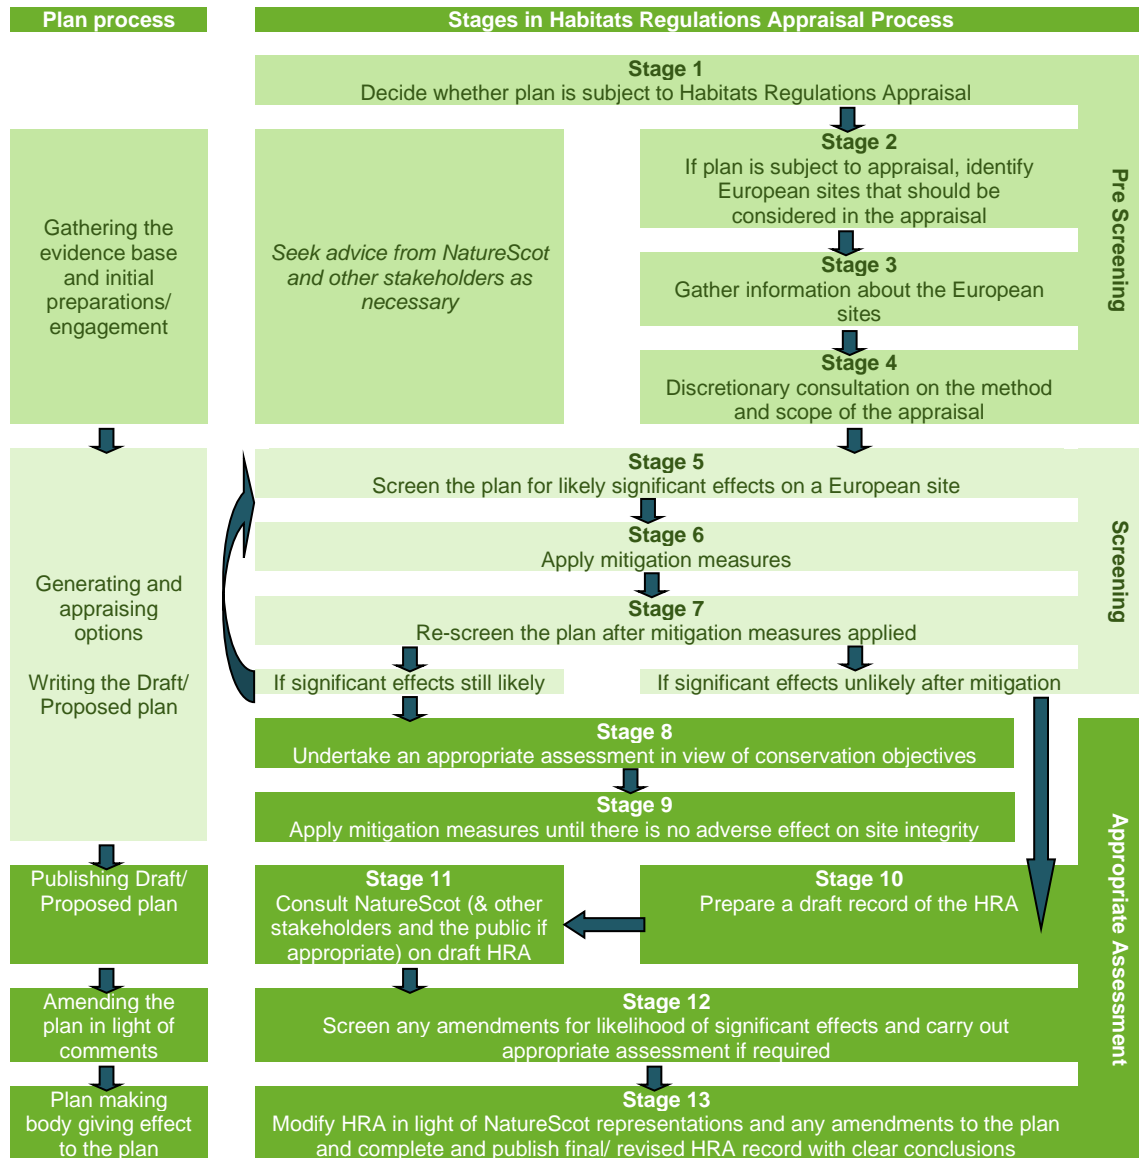 Plan process
Stages in Habitats Regulations Appraisal Process
Stage 1
Decide whether plan is subject to Habitats Regulations Appraisal
Gathering the
evidence base
and initial
preparations/
engagement
Seek advice from NatureScot
and other stakeholders as
necessary
Stage 2
If plan is subject to appraisal, identify
European sites that should be
considered in the appraisal
Stage 3
Gather information about the European
sites
Stage 4
Discretionary consultation on the method
and scope of the appraisal
Pre Screening
Generating and
appraising
options
Writing the Draft/
Proposed plan
Stage 5
Screen the plan for likely significant effects on a European site
Stage 6
Apply mitigation measures
Stage 7
Re-screen the plan after mitigation measures applied
If significant effects still likely
If significant effects unlikely after mitigation
Screening
Stage 8
Undertake an appropriate assessment in view of conservation objectives
Stage 9
Apply mitigation measures until there is no adverse effect on site integrity
Publishing Draft/
Proposed plan
Stage 11
Consult NatureScot (& other
stakeholders and the public if
appropriate) on draft HRA
Stage 10
Prepare a draft record of the HRA
Appropriate Assessment
Amending the
plan in light of
comments
Stage 12
Screen any amendments for likelihood of significant effects and carry out
appropriate assessment if required
Plan making
body giving effect
to the plan
Stage 13
Modify HRA in light of NatureScot representations and any amendments to the plan
and complete and publish final/ revised HRA record with clear conclusions